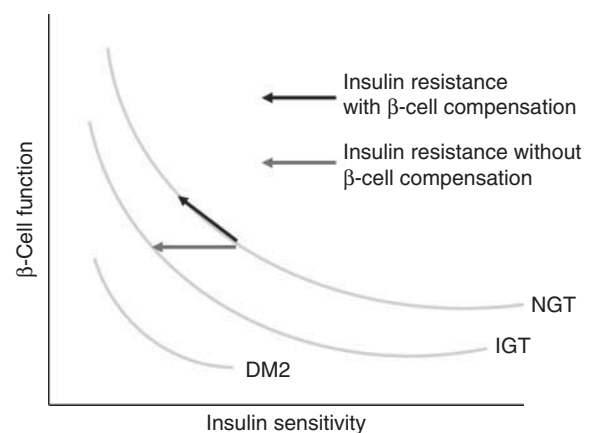 Insulin resistance
with β-cell compensation
Insulin resistance without
β-cell compensation
β-Cell function
NGT
IGT
DM2
Insulin sensitivity